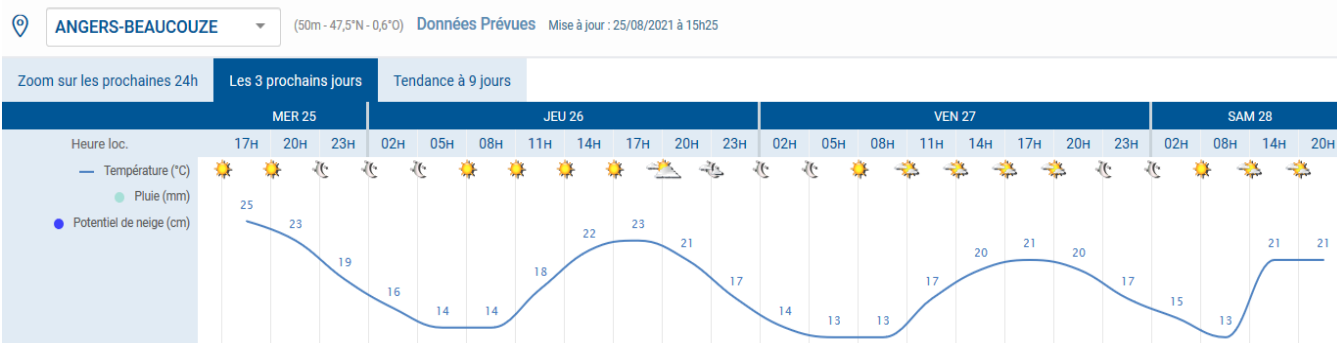 ANGERS-BEAUCOUZE (50m - 47,5°N - 0,6°O) Données Prévues Mise à jour : 25/08/2021 à 15h25
Zoom sur les prochaines 24h Les 3 prochains jours Tendance à 9 jours
MER 25 JEU 26 VEN 27 SAM 28
Heure loc. 17H 20H 23H 02H 05H 08H 11H 14H 17H 20H 23H 02H 05H 08H 11H 14H 17H 20H 23H 02H 08H 14H 20H
Température (°C)
Pluie (mm)
Potentiel de neige (cm)
25 23 19 16 14 14 18 22 23 21 17 14 13 13 17 20 21 20 17 15 13 21 21